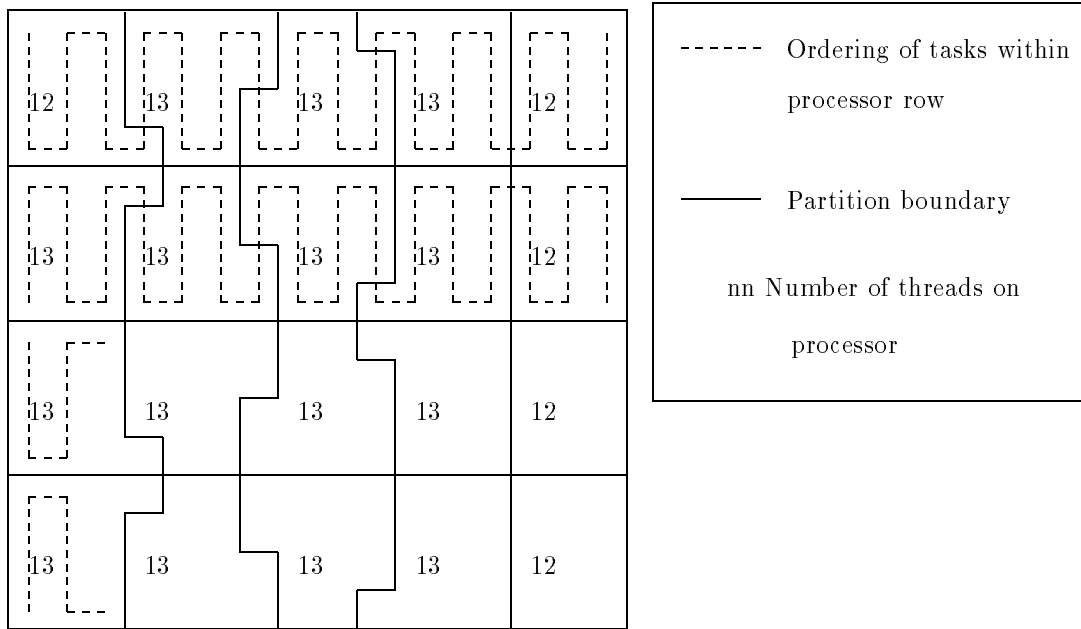 12 13 13 13 12
13 13 13 13 12
13 13 13 13 12
13 13 13 13 12
Ordering of tasks within
processor row
Partition boundary
nn Number of threads on
processor